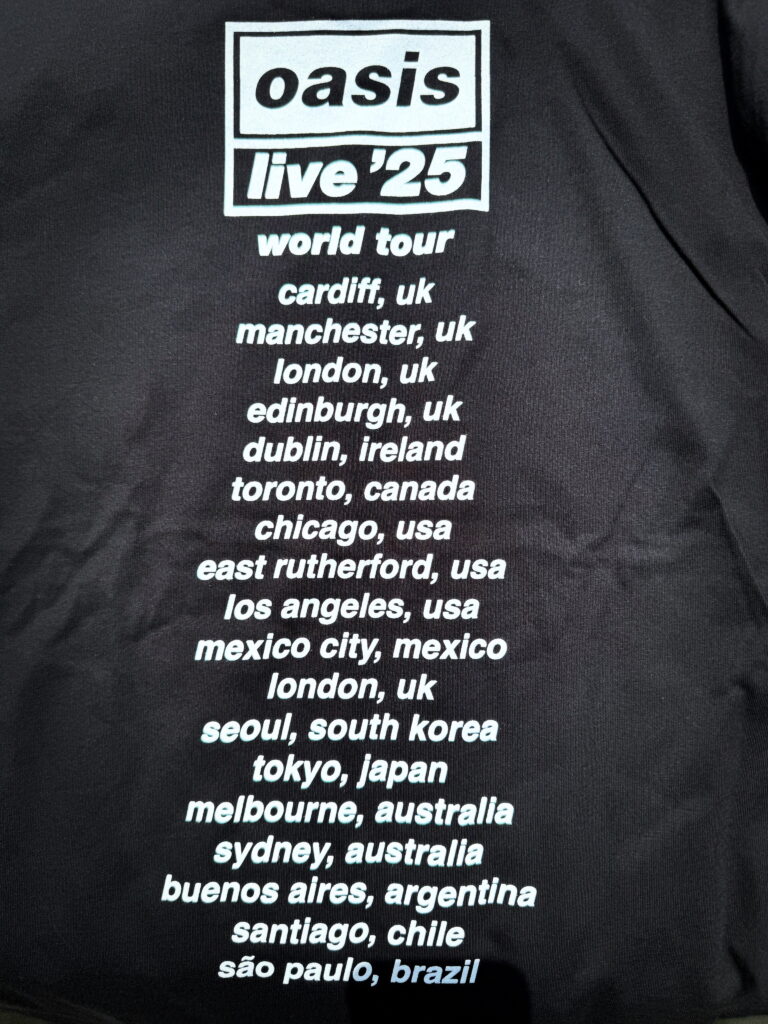 oasis
live '25
world tour
cardiff, uk
manchester, uk
london, uk
edinburgh, uk
dublin, ireland
toronto, canada
chicago, usa
east rutherford, usa
los angeles, usa
mexico city, mexico
london, uk
seoul, south korea
tokyo, japan
melbourne, australia
sydney, australia
buenos aires, argentina
santiago, chile
são paulo, brazil